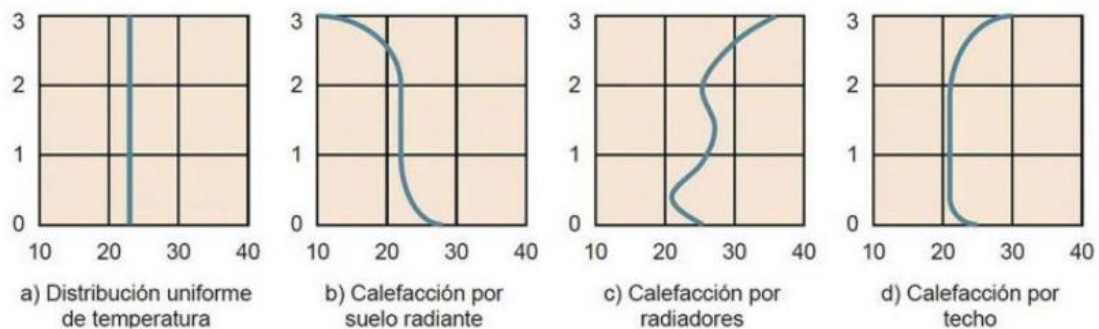 3
2
1
0
10 20 30 40
a) Distribución uniforme
de temperatura
3
2
1
0
10 20 30 40
b) Calefacción por
suelo radiante
3
2
1
0
10 20 30 40
c) Calefacción por
radiadores
3
2
1
0
10 20 30 40
d) Calefacción por
techo